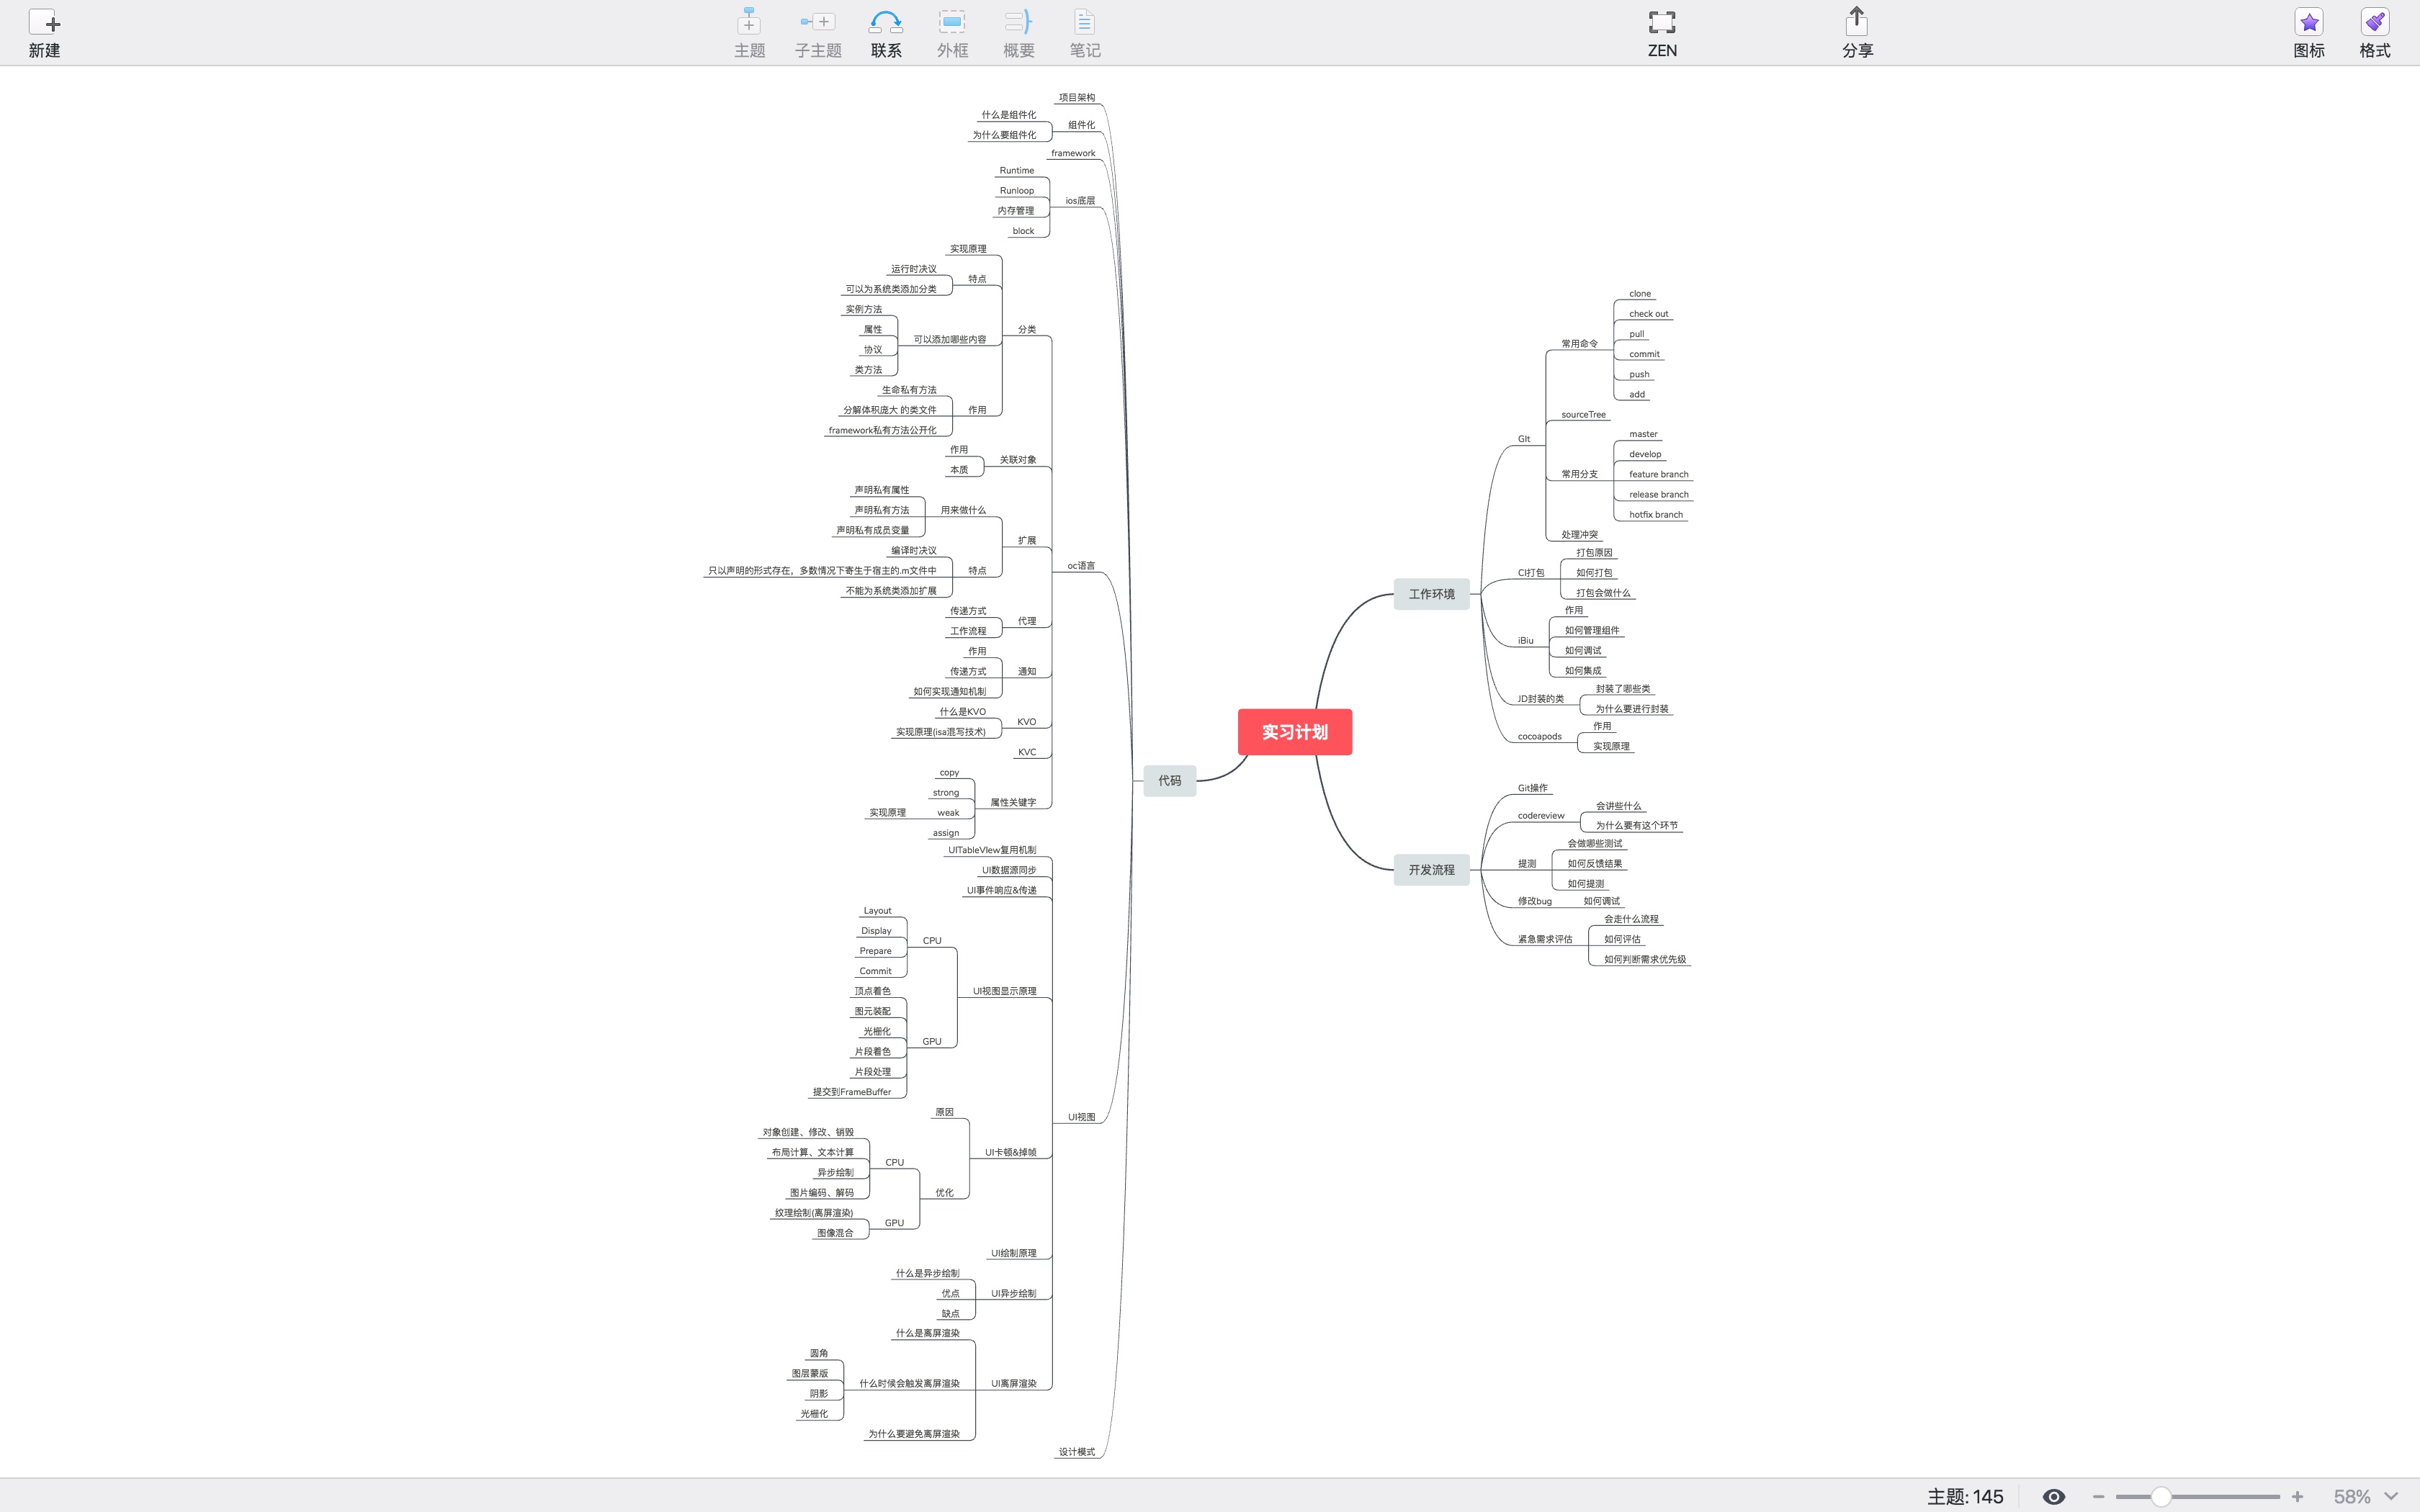 新建
主题
子主题
联系
外框
概要
笔记
ZEN
分享
图标
格式
实习计划
工作环境
GIt
常用命令
clone
check out
pull
commit
push
add
sourceTree
常用分支
master
develop
feature branch
release branch
hotfix branch
处理冲突
CI打包
打包原因
如何打包
打包会做什么
iBiu
作用
如何管理组件
如何调试
如何集成
JD封装的类
封装了哪些类
为什么要进行封装
cocoapods
作用
实现原理
开发流程
Git操作
codereview
会讲些什么
为什么要有这个环节
提测
会做哪些测试
如何反馈结果
如何提测
修改bug
如何调试
紧急需求评估
会走什么流程
如何评估
如何判断需求优先级
代码
项目架构
组件化
什么是组件化
为什么要组件化
framework
ios底层
Runtime
Runloop
内存管理
block
oc语言
分类
实现原理
特点
运行时决议
可以为系统类添加分类
可以添加哪些内容
实例方法
属性
协议
类方法
作用
生命私有方法
分解体积庞大 的类文件
framework私有方法公开化
关联对象
作用
本质
扩展
用来做什么
声明私有属性
声明私有方法
声明私有成员变量
特点
编译时决议
只以声明的形式存在，多数情况下寄生于宿主的.m文件中
不能为系统类添加扩展
代理
传递方式
工作流程
通知
作用
传递方式
如何实现通知机制
KVO
什么是KVO
实现原理(isa混写技术)
KVC
属性关键字
copy
strong
weak
实现原理
assign
UI视图
UITableVIew复用机制
UI数据源同步
UI事件响应&传递
UI视图显示原理
CPU
Layout
Display
Prepare
Commit
GPU
顶点着色
图元装配
光栅化
片段着色
片段处理
提交到FrameBuffer
UI卡顿&掉帧
原因
优化
CPU
对象创建、修改、销毁
布局计算、文本计算
异步绘制
图片编码、解码
GPU
纹理绘制(离屏渲染)
图像混合
UI绘制原理
UI异步绘制
什么是异步绘制
优点
缺点
UI离屏渲染
什么是离屏渲染
什么时候会触发离屏渲染
圆角
图层蒙版
阴影
光栅化
为什么要避免离屏渲染
设计模式
主题: 145
58%